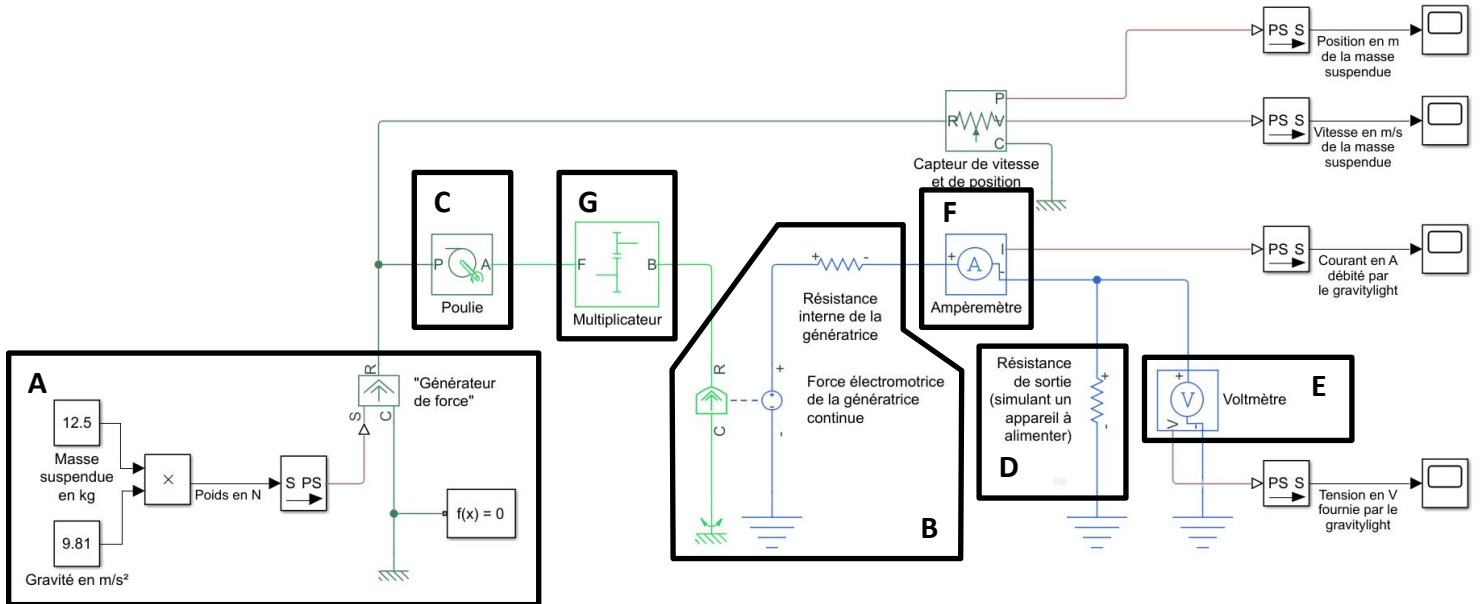 PS S
Position en m
de la masse
suspendue
P
R
V
C
PS S
Vitesse en m/s
de la masse
suspendue
Capteur de vitesse
et de position
C
P
A
Poulie
G
F
B
Multiplicateur
F
+
A
I
-
Ampèremètre
PS S
Courant en A
débité par
le gravitylight
+
-
Résistance
interne de la
génératrice
R
C
+
-
Force électromotrice
de la génératrice
continue
B
A
R
S
C
"Générateur
de force"
12.5
Masse
suspendue
en kg
×
Poids en N
S PS
f(x) = 0
9.81
Gravité en m/s²
Résistance
de sortie
(simulant un
appareil à
alimenter)
D
+
-
+
V
V
-
Voltmètre
E
PS S
Tension en V
fournie par le
gravitylight